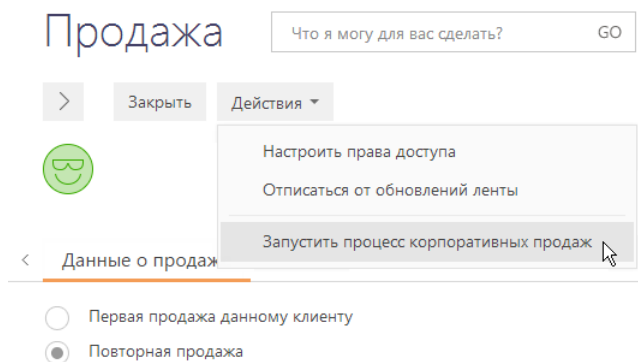 Продажа
Что я могу для вас сделать? GO
Закрыть Действия
Настроить права доступа
Отписаться от обновлений ленты
Запустить процесс корпоративных продаж
Данные о продаж
Первая продажа данному клиенту
Повторная продажа